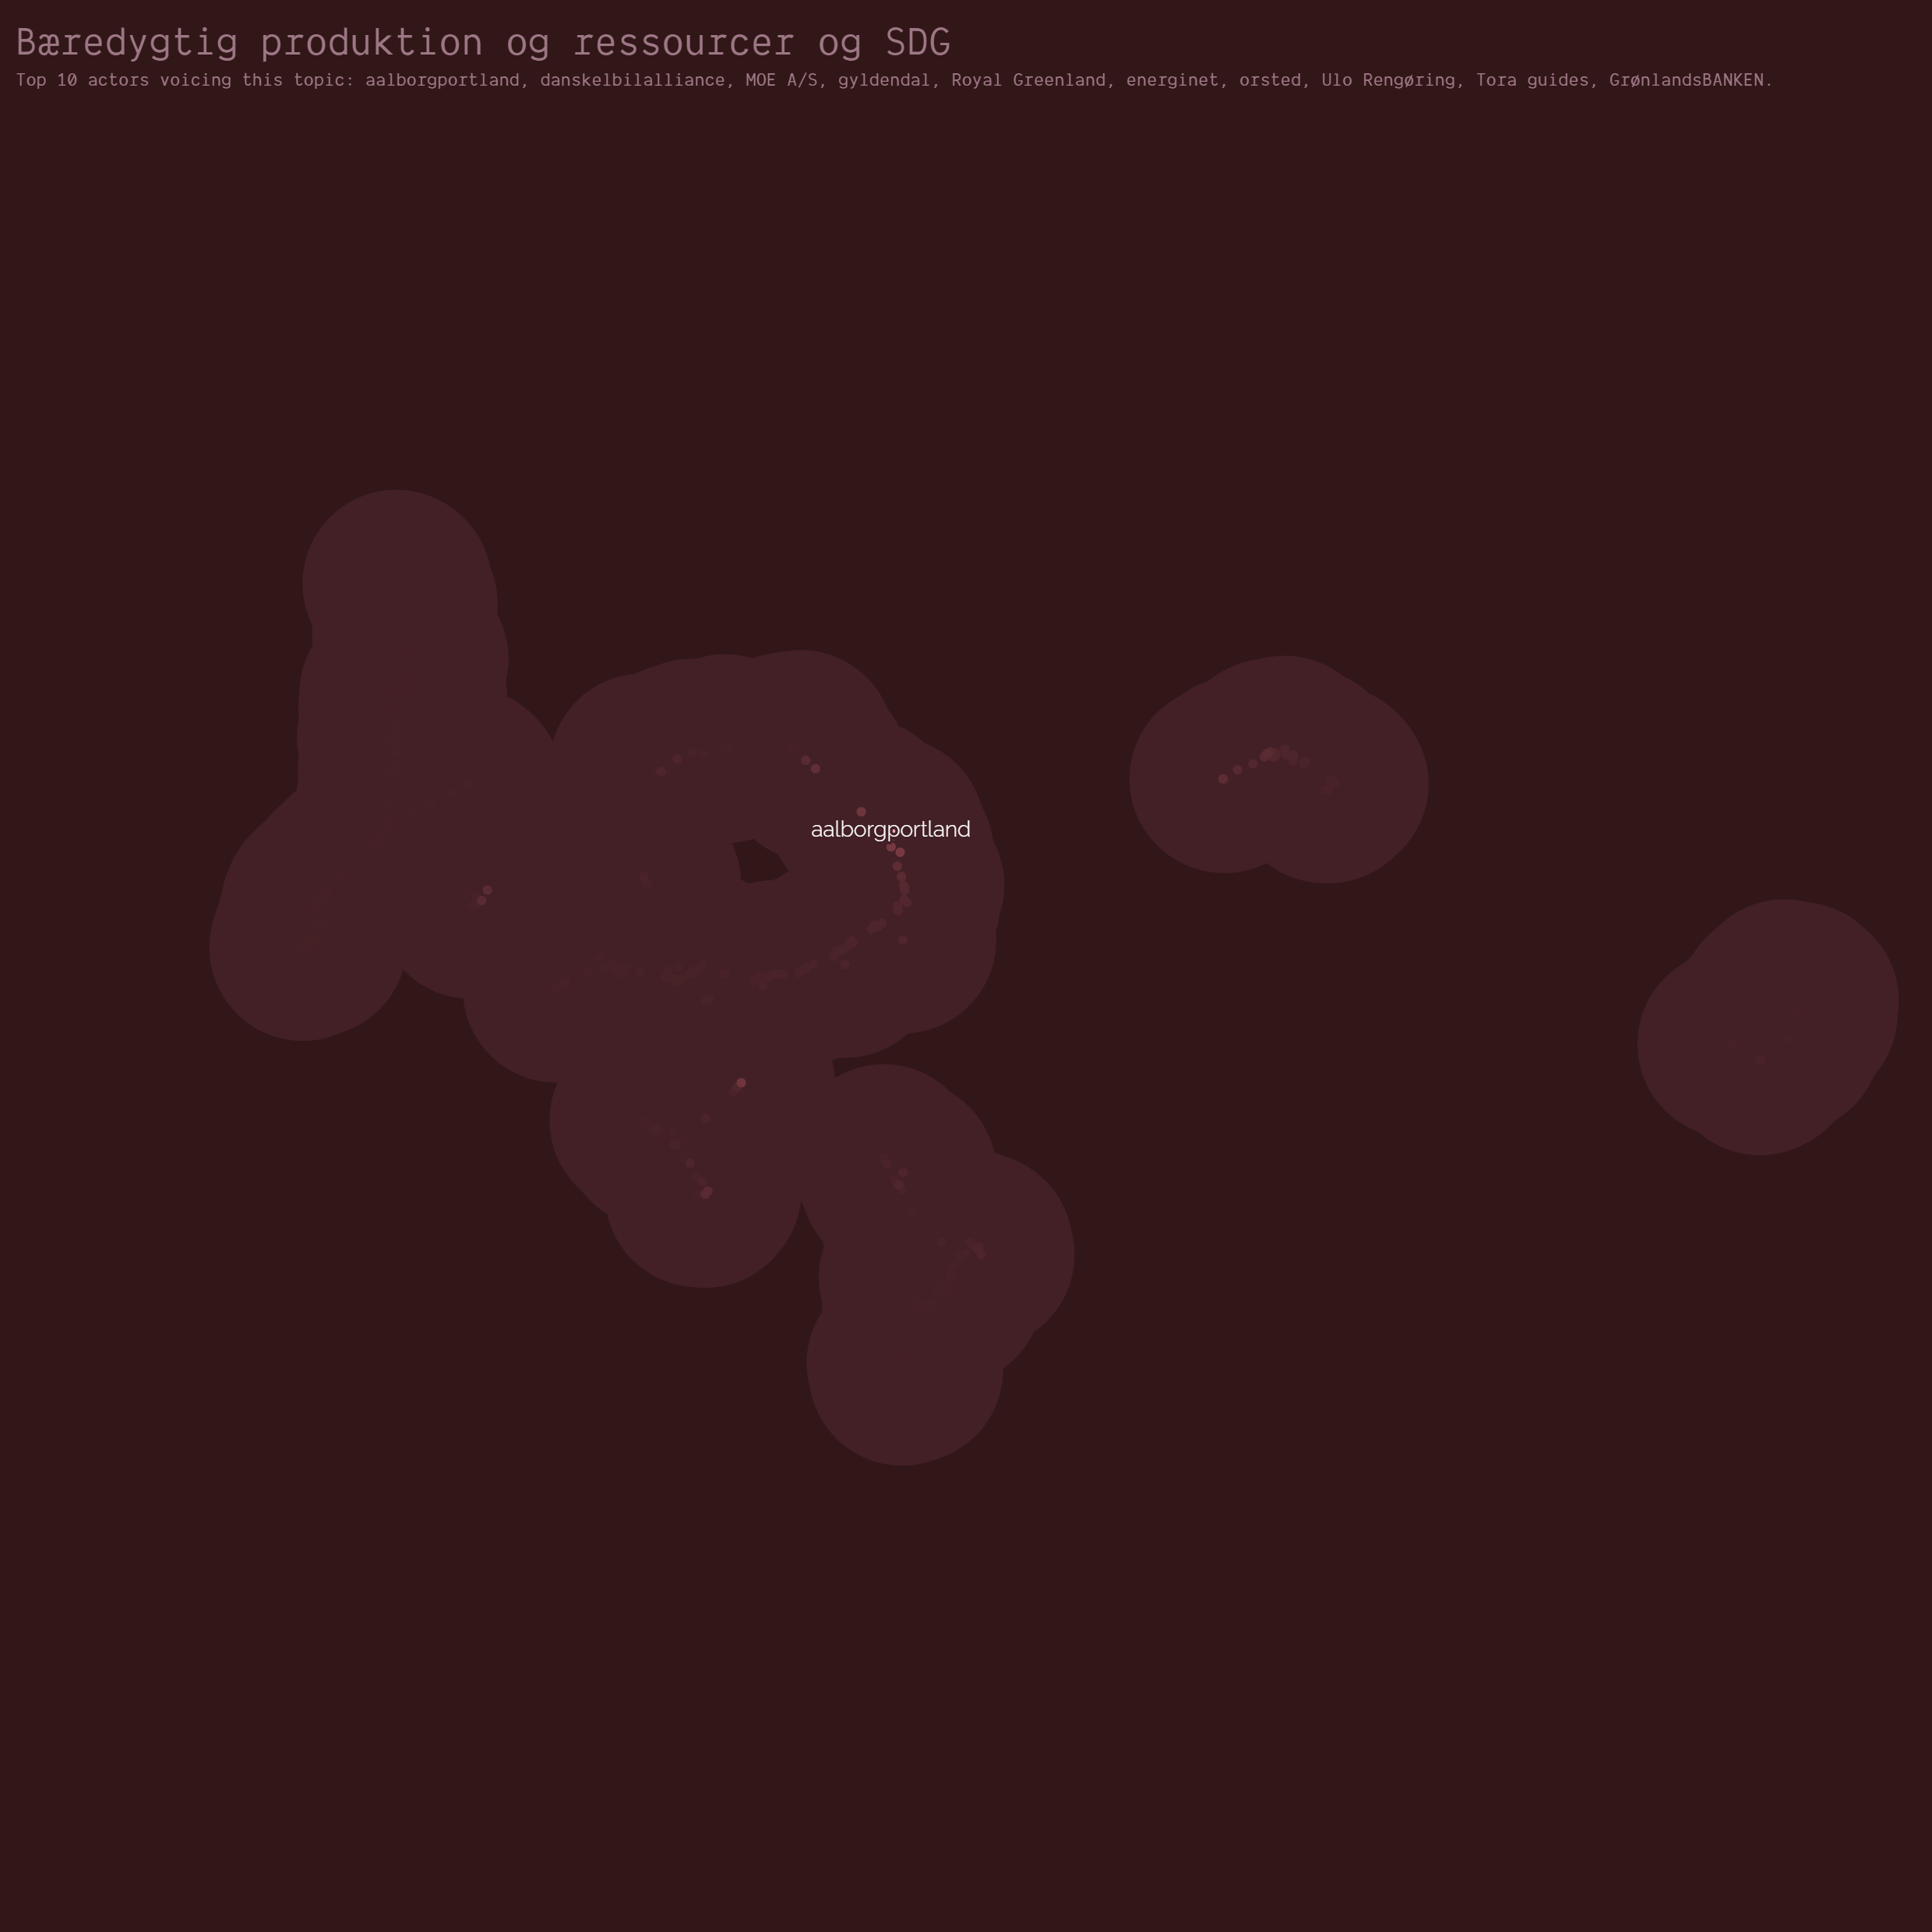 Bæredygtig produktion og ressourcer og SDG
Top 10 actors voicing this topic: aalborgportland, danskelbilalliance, MOE A/S, gyldendal, Royal Greenland, energinet, orsted, Ulo Rengøring, Tora guides, GrønlandsBANKEN.
aalborgportland